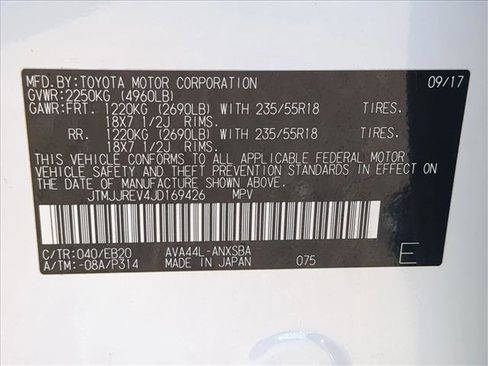 MFD. BY: TOYOTA MOTOR CORPORATION 09/17
GVWR: 2250KG (4960LB)
GAWR: FRT. 1220KG (2690LB) WITH 235/55R18 TIRES.
18X7 1/2J RIMS.
RR. 1220KG (2690LB) WITH 235/55R18 TIRES.
18X7 1/2J RIMS.
THIS VEHICLE CONFORMS TO ALL APPLICABLE FEDERAL MOTOR
VEHICLE SAFETY AND THEFT PREVENTION STANDARDS IN EFFECT ON
THE DATE OF MANUFACTURE SHOWN ABOVE.
JTMJJREV4JD169426 MPV
C/TR: 040/EB20 AVA44L-ANXSBA
A/TM: -08A/P314 MADE IN JAPAN 075 E